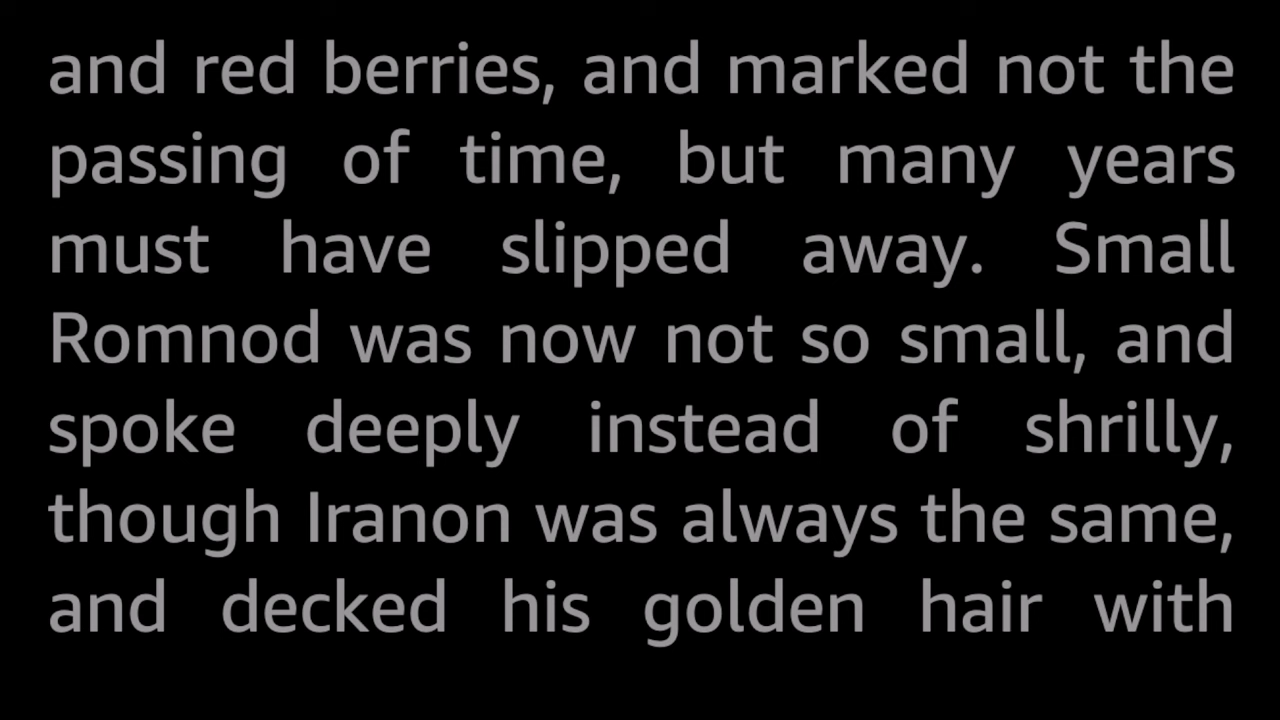 and red berries, and marked not the
passing of time, but many years
must have slipped away. Small
Romnod was now not so small, and
spoke deeply instead of shrilly,
though Iranon was always the same,
and decked his golden hair with